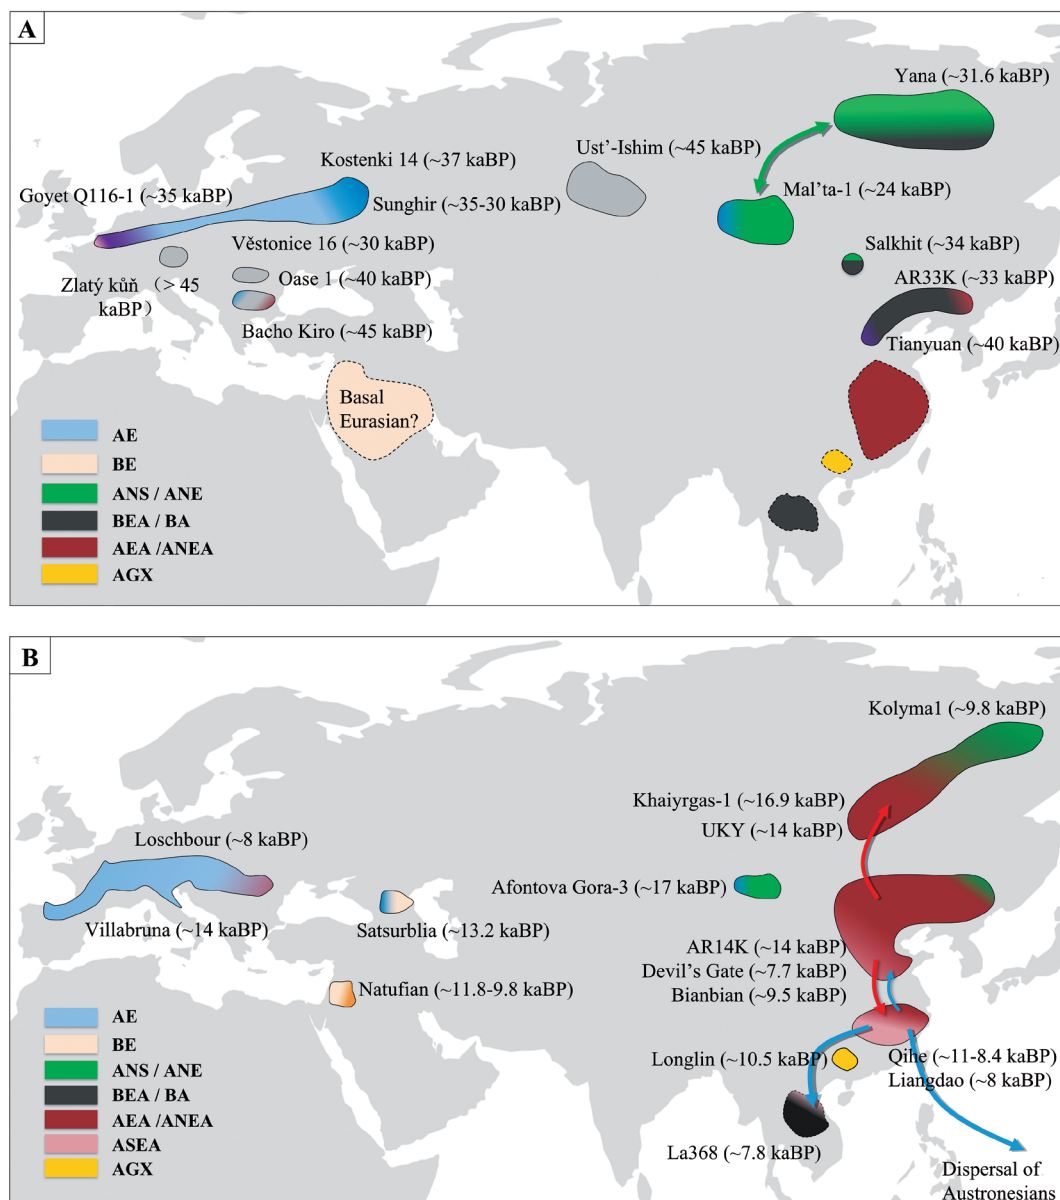 A
Yana (~31.6 kaBP)
Ust'-Ishim (~45 kaBP)
Kostenki 14 (~37 kaBP)
Mal'ta-1 (~24 kaBP)
Goyet Q116-1 (~35 kaBP)
Sunghir (~35-30 kaBP)
Věstonice 16 (~30 kaBP)
Salkhit (~34 kaBP)
Zlatý kůň（> 45
kaBP）
Oase 1 (~40 kaBP)
AR33K (~33 kaBP)
Bacho Kiro (~45 kaBP)
Tianyuan (~40 kaBP)
Basal
Eurasian?
AE
BE
ANS / ANE
BEA / BA
AEA /ANEA
AGX
B
Kolyma1 (~9.8 kaBP)
Khaiyrgas-1 (~16.9 kaBP)
UKY (~14 kaBP)
Loschbour (~8 kaBP)
Afontova Gora-3 (~17 kaBP)
Villabruna (~14 kaBP)
Satsurblia (~13.2 kaBP)
AR14K (~14 kaBP)
Devil's Gate (~7.7 kaBP)
Bianbian (~9.5 kaBP)
Natufian (~11.8-9.8 kaBP)
Longlin (~10.5 kaBP)
Qihe (~11-8.4 kaBP)
Liangdao (~8 kaBP)
La368 (~7.8 kaBP)
Dispersal of
Austronesians
AE
BE
ANS / ANE
BEA / BA
AEA /ANEA
ASEA
AGX